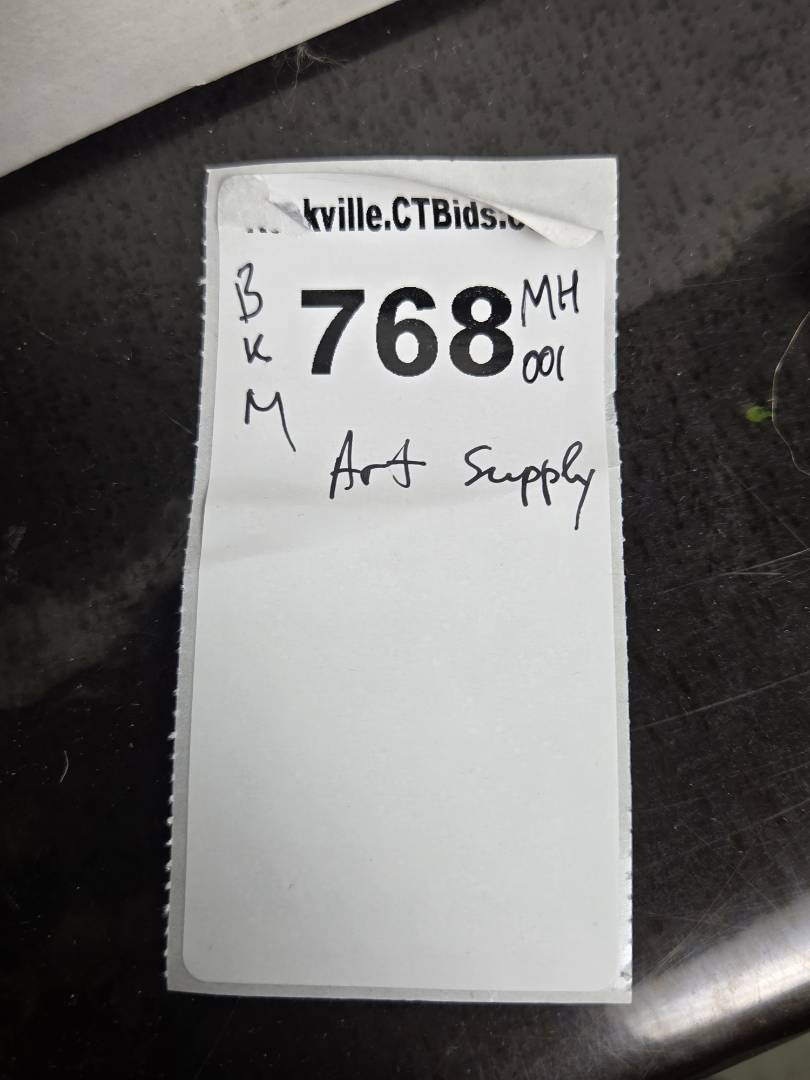 kville.CTBids.
B 768 MH
K 001
M
Art Supply